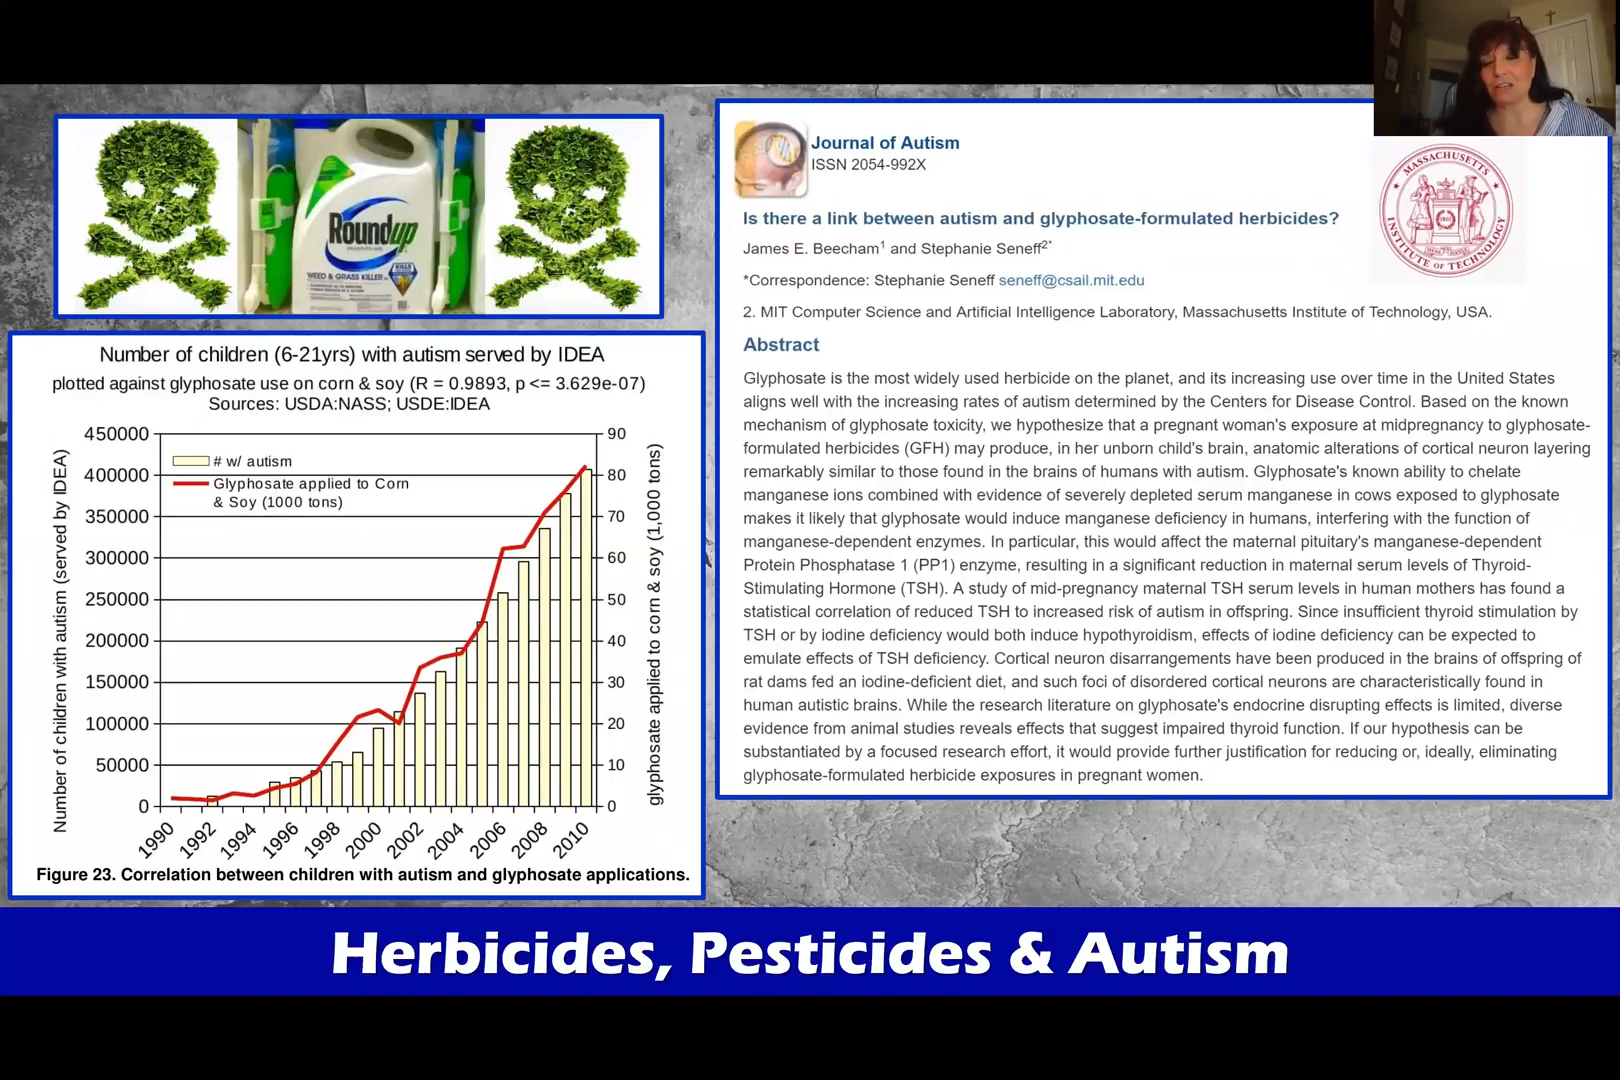 Roundup
WEED & GRASS KILLER
KILLS
Journal of Autism
ISSN 2054-992X
MASSACHUSETTS
INSTITUTE OF TECHNOLOGY
Is there a link between autism and glyphosate-formulated herbicides?
James E. Beecham1 and Stephanie Seneff2*
*Correspondence: Stephanie Seneff seneff@csail.mit.edu
2. MIT Computer Science and Artificial Intelligence Laboratory, Massachusetts Institute of Technology, USA.
Abstract
Glyphosate is the most widely used herbicide on the planet, and its increasing use over time in the United States
aligns well with the increasing rates of autism determined by the Centers for Disease Control. Based on the known
mechanism of glyphosate toxicity, we hypothesize that a pregnant woman's exposure at midpregnancy to glyphosate-
formulated herbicides (GFH) may produce, in her unborn child's brain, anatomic alterations of cortical neuron layering
remarkably similar to those found in the brains of humans with autism. Glyphosate's known ability to chelate
manganese ions combined with evidence of severely depleted serum manganese in cows exposed to glyphosate
makes it likely that glyphosate would induce manganese deficiency in humans, interfering with the function of
manganese-dependent enzymes. In particular, this would affect the maternal pituitary's manganese-dependent
Protein Phosphatase 1 (PP1) enzyme, resulting in a significant reduction in maternal serum levels of Thyroid-
Stimulating Hormone (TSH). A study of mid-pregnancy maternal TSH serum levels in human mothers has found a
statistical correlation of reduced TSH to increased risk of autism in offspring. Since insufficient thyroid stimulation by
TSH or by iodine deficiency would both induce hypothyroidism, effects of iodine deficiency can be expected to
emulate effects of TSH deficiency. Cortical neuron disarrangements have been produced in the brains of offspring of
rat dams fed an iodine-deficient diet, and such foci of disordered cortical neurons are characteristically found in
human autistic brains. While the research literature on glyphosate's endocrine disrupting effects is limited, diverse
evidence from animal studies reveals effects that suggest impaired thyroid function. If our hypothesis can be
substantiated by a focused research effort, it would provide further justification for reducing or, ideally, eliminating
glyphosate-formulated herbicide exposures in pregnant women.
Number of children (6-21yrs) with autism served by IDEA
plotted against glyphosate use on corn & soy (R = 0.9893, p <= 3.629e-07)
Sources: USDA:NASS; USDE:IDEA
Number of children with autism (served by IDEA)
450000
400000
350000
300000
250000
200000
150000
100000
50000
0
# w/ autism
Glyphosate applied to Corn
& Soy (1000 tons)
90
80
70
60
50
40
30
20
10
0
glyphosate applied to corn & soy (1,000 tons)
1990 1992 1994 1996 1998 2000 2002 2004 2006 2008 2010
Figure 23. Correlation between children with autism and glyphosate applications.
Herbicides, Pesticides & Autism